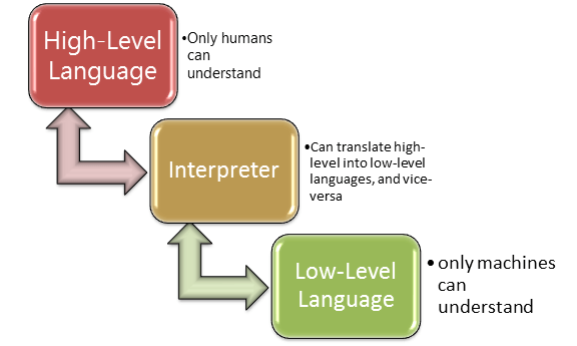 High-Level
Language
•Only humans
can
understand
Interpreter
•Can translate high-
level into low-level
languages, and vice-
versa
Low-Level
Language
• only machines
can
understand